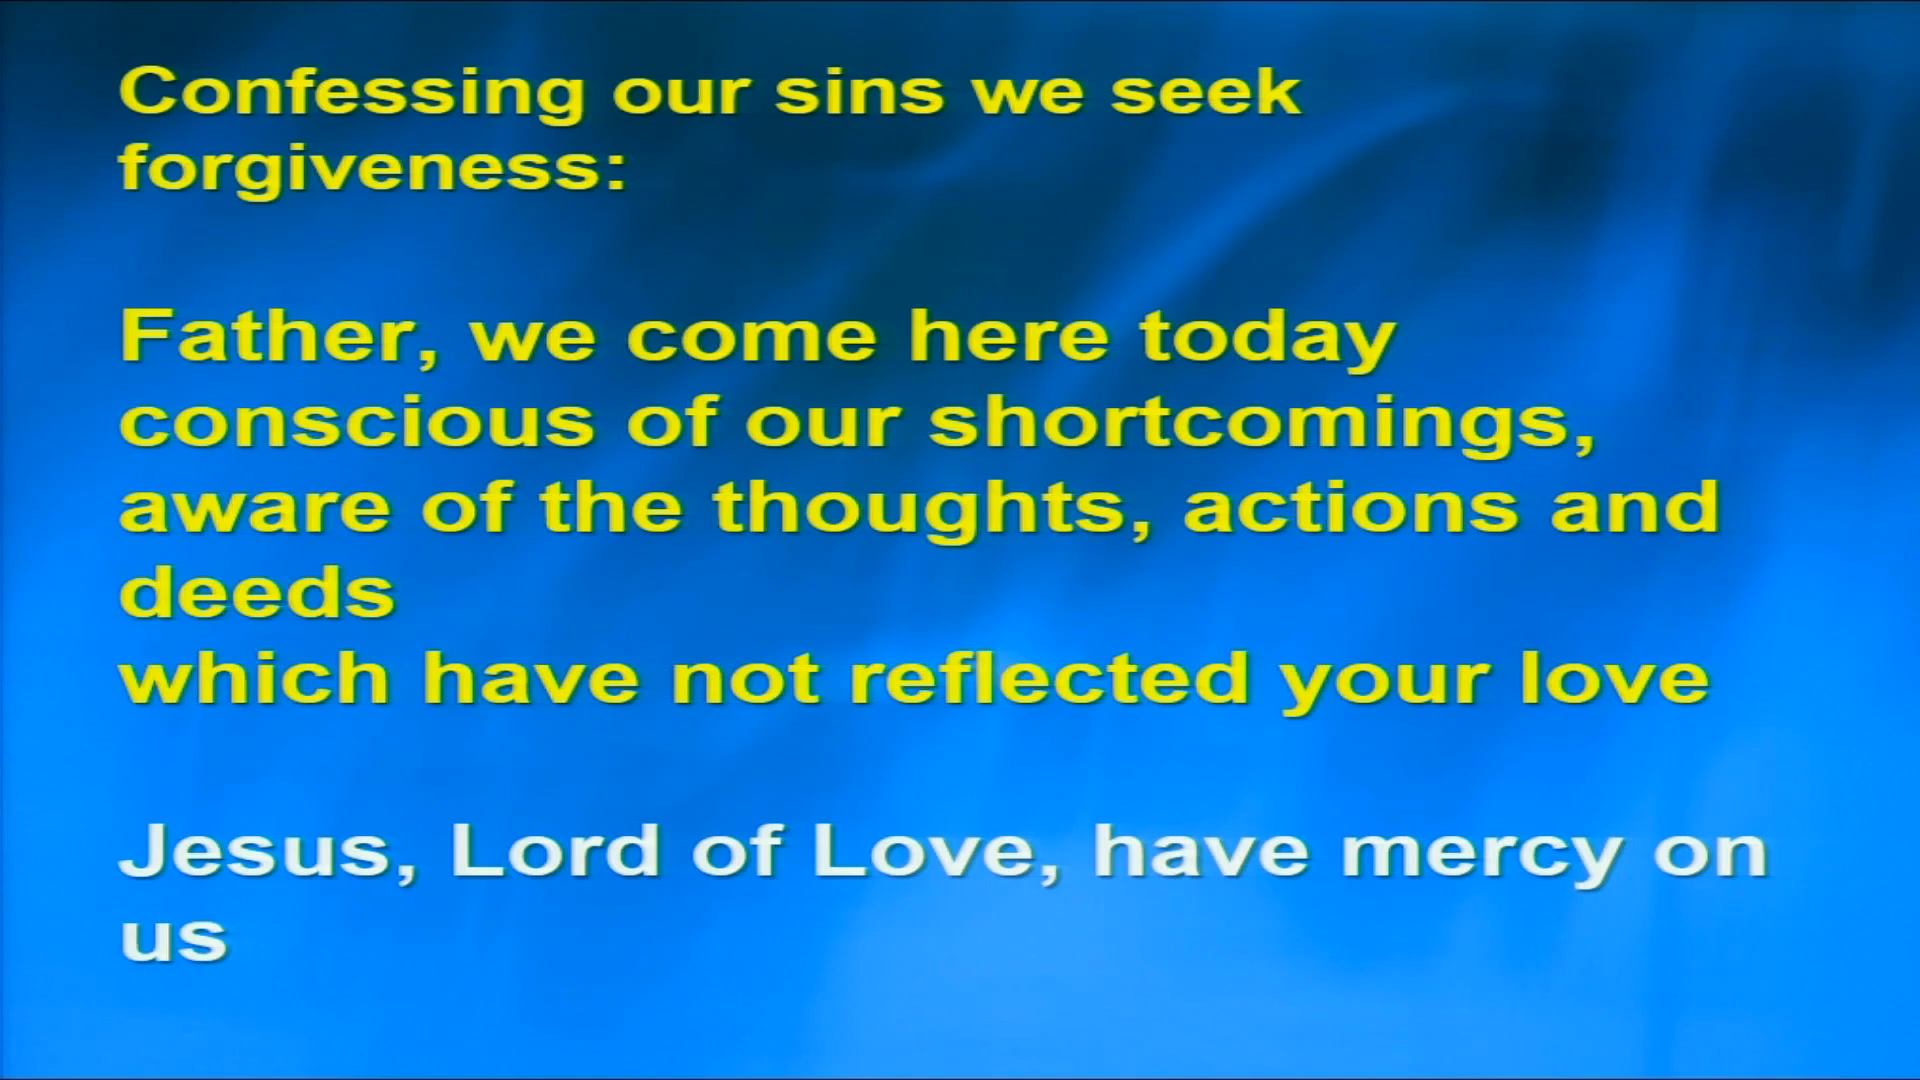 Confessing our sins we seek
forgiveness:
Father, we come here today
conscious of our shortcomings,
aware of the thoughts, actions and
deeds
which have not reflected your love
Jesus, Lord of Love, have mercy on
us